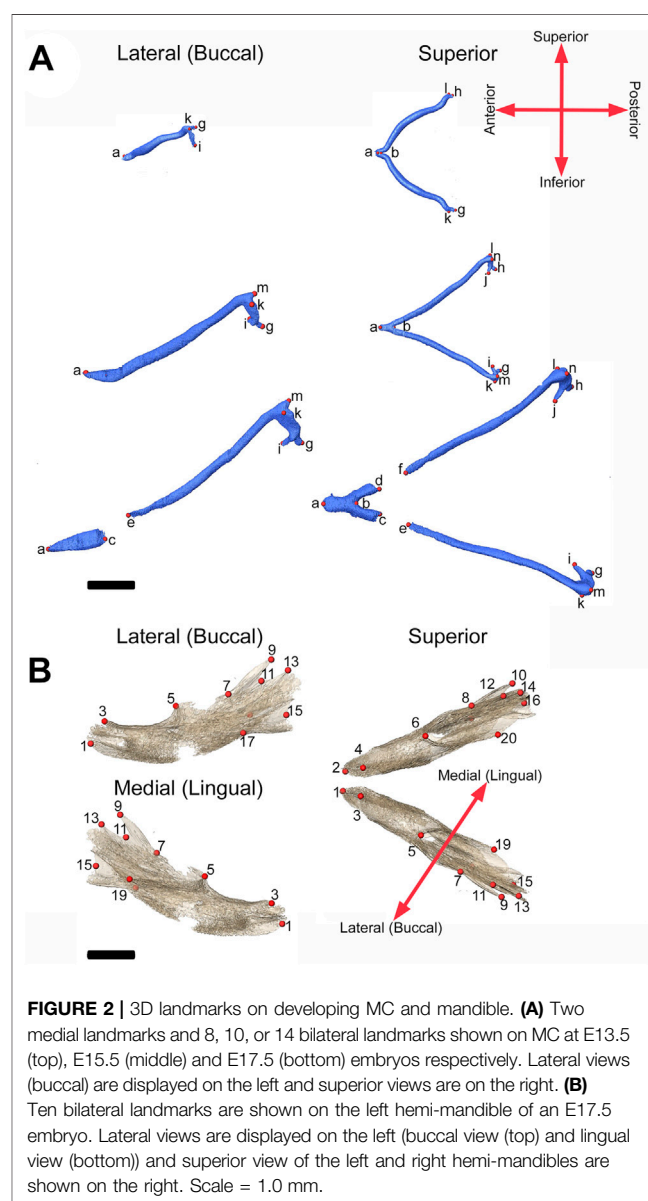 A
Lateral (Buccal)
Superior
Superior
Anterior
Posterior
Inferior
k
g
a
i
l
h
a
b
k
g
m
k
i
g
a
l
n
h
j
a
b
i
g
k
m
m
k
i
g
e
a
c
l
n
h
j
f
d
a
b
c
e
i
g
m
k
B
Lateral (Buccal)
Superior
9
13
11
7
5
3
15
1
17
10
12
14
8
16
6
20
4
2
Medial (Lingual)
Medial (Lingual)
9
13
11
7
5
15
3
19
1
1
3
5
19
7
15
11
9
13
Lateral (Buccal)
FIGURE 2 | 3D landmarks on developing MC and mandible. (A) Two
medial landmarks and 8, 10, or 14 bilateral landmarks shown on MC at E13.5
(top), E15.5 (middle) and E17.5 (bottom) embryos respectively. Lateral views
(buccal) are displayed on the left and superior views are on the right. (B)
Ten bilateral landmarks are shown on the left hemi-mandible of an E17.5
embryo. Lateral views are displayed on the left (buccal view (top) and lingual
view (bottom)) and superior view of the left and right hemi-mandibles are
shown on the right. Scale = 1.0 mm.